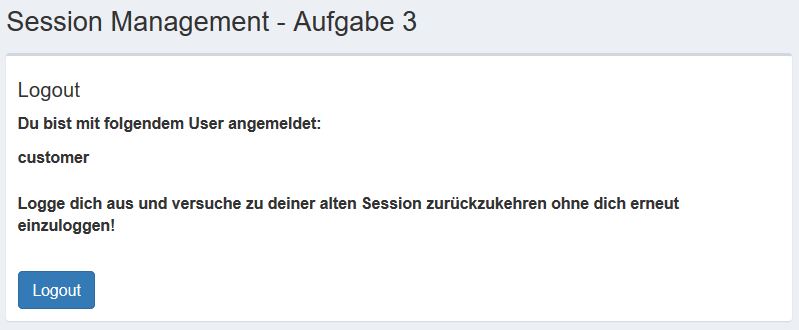 Session Management - Aufgabe 3
Logout
Du bist mit folgendem User angemeldet:
customer
Logge dich aus und versuche zu deiner alten Session zurückzukehren ohne dich erneut
einzuloggen!
Logout